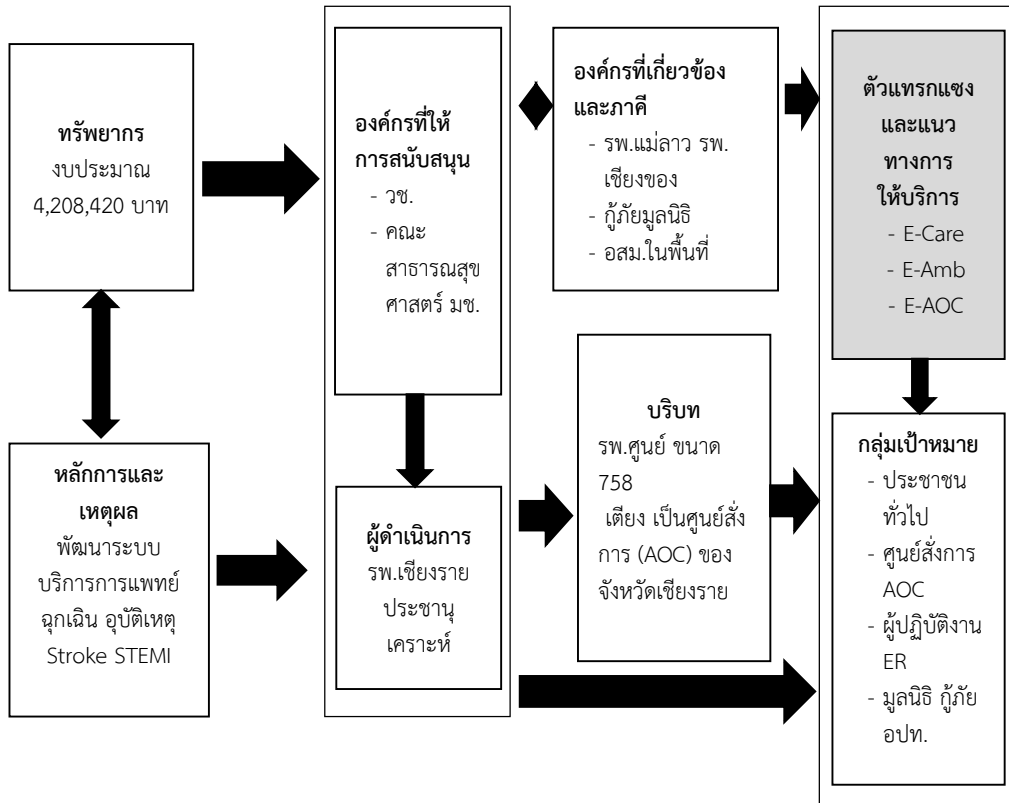 ทรัพยากร
งบประมาณ
4,208,420 บาท
หลักการและ
เหตุผล
พัฒนาระบบ
บริการการแพทย์
ฉุกเฉิน อุบัติเหตุ
Stroke STEMI
องค์กรที่ให้
การสนับสนุน
- วช.
- คณะ
สาธารณสุข
ศาสตร์ มช.
ผู้ดำเนินการ
รพ.เชียงราย
ประชานุ
เคราะห์
องค์กรที่เกี่ยวข้อง
และภาคี
- รพ.แม่ลาว รพ.
เชียงของ
- กู้ภัยมูลนิธิ
- อสม.ในพื้นที่
บริบท
รพ.ศูนย์ ขนาด
758
เตียง เป็นศูนย์สั่ง
การ (AOC) ของ
จังหวัดเชียงราย
ตัวแทรกแซง
และแนว
ทางการ
ให้บริการ
- E-Care
- E-Amb
- E-AOC
กลุ่มเป้าหมาย
- ประชาชน
ทั่วไป
- ศูนย์สั่งการ
AOC
- ผู้ปฏิบัติงาน
ER
- มูลนิธิ กู้ภัย
อปท.